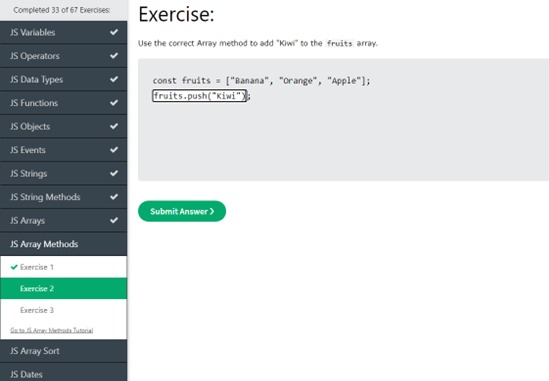 Completed 33 of 67 Exercises:
JS Variables
JS Operators
JS Data Types
JS Functions
JS Objects
JS Events
JS Strings
JS String Methods
JS Arrays
JS Array Methods
Exercise 1
Exercise 2
Exercise 3
Go to JS Array Methods Tutorial
JS Array Sort
JS Dates
Exercise:
Use the correct Array method to add "Kiwi" to the fruits array.
const fruits = ["Banana", "Orange", "Apple"];
fruits.push("Kiwi");
Submit Answer ❯